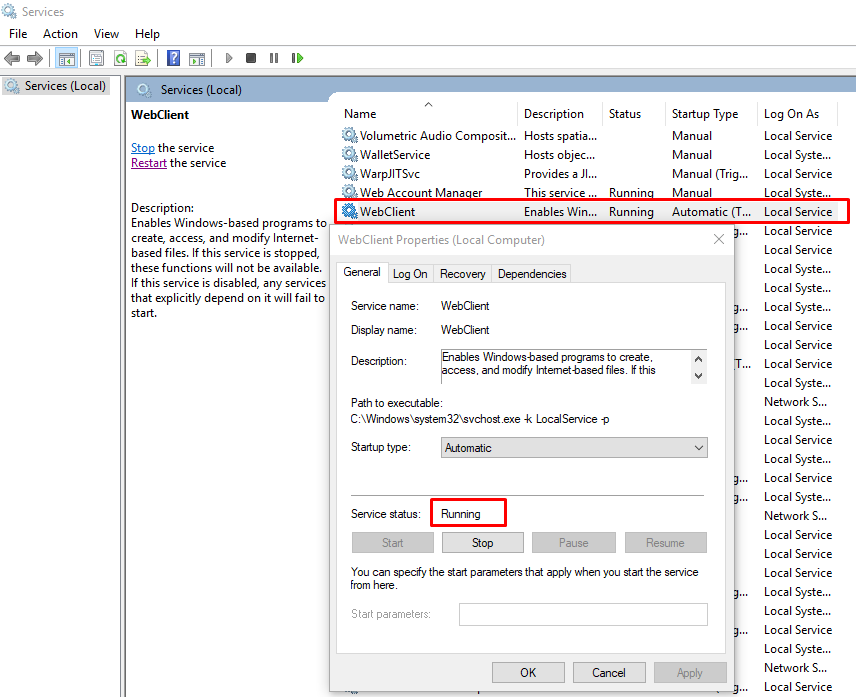 Services
File Action View Help
Services (Local)
Services (Local)
WebClient
Stop the service
Restart the service
Description:
Enables Windows-based programs to
create, access, and modify Internet-
based files. If this service is stopped,
these functions will not be available.
If this service is disabled, any services
that explicitly depend on it will fail to
start.
Name Description Status Startup Type Log On As
Volumetric Audio Composit... Hosts spatia... Manual Local Service
WalletService Hosts objec... Manual Local Syste...
WarpJITSvc Provides a JI... Manual (Trig... Local Service
Web Account Manager This service ... Running Manual Local Syste...
WebClient Enables Win... Running Automatic (T... Local Service
g... Local Service
Local Service
Local Syste...
Local Syste...
g... Local Syste...
g... Local Service
Local Service
(T... Local Service
Local Syste...
Network S...
Local Syste...
Local Service
Local Syste...
g... Local Service
g... Local Syste...
Network S...
Local Service
Local Service
Local Service
g... Local Service
g... Local Syste...
g... Local Service
Local Syste...
Network S...
g... Local Service
WebClient Properties (Local Computer)
General Log On Recovery Dependencies
Service name: WebClient
Display name: WebClient
Description: Enables Windows-based programs to create,
access, and modify Internet-based files. If this
Path to executable:
C:\Windows\system32\svchost.exe -k LocalService -p
Startup type: Automatic
Service status: Running
Start Stop Pause Resume
You can specify the start parameters that apply when you start the service
from here.
Start parameters:
OK Cancel Apply